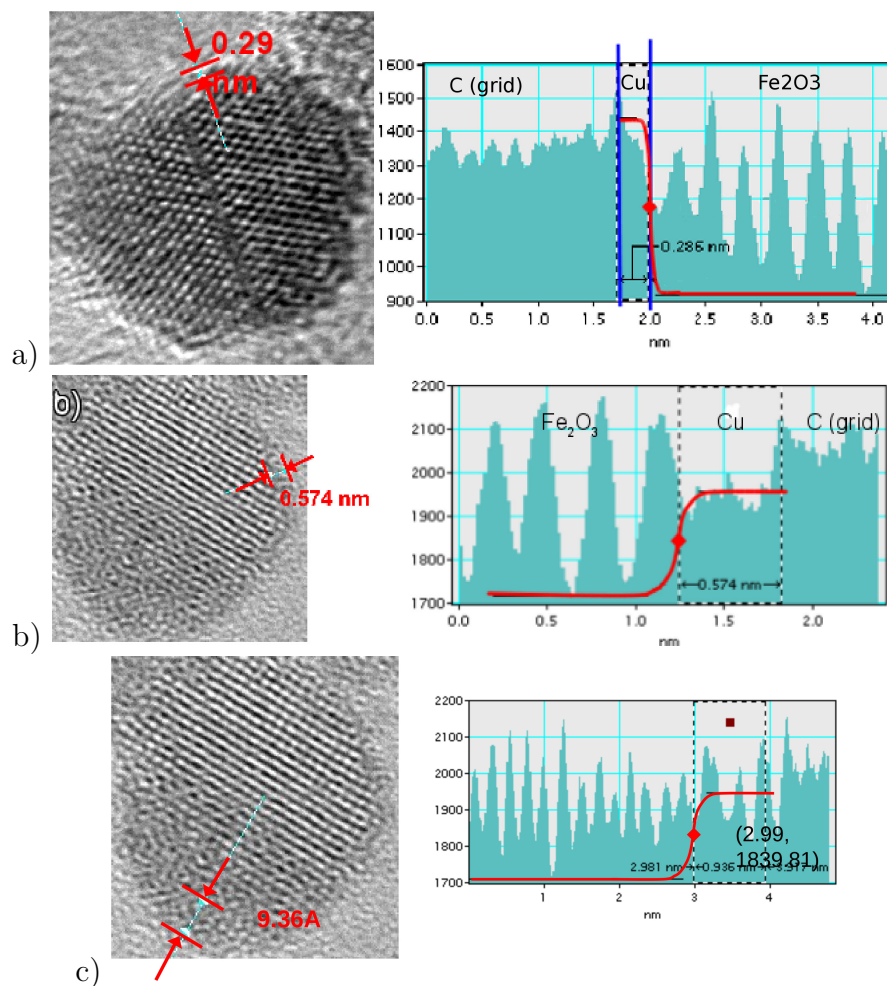 0.29
nm
C (grid)
Cu
Fe2O3
1600
1500
1400
1300
1200
1100
1000
900
0.286 nm
0.0 0.5 1.0 1.5 2.0 2.5 3.0 3.5 4.0
nm
a)
b)
0.574 nm
2200
2100
2000
1900
1800
1700
Fe2O3
Cu
C (grid)
0.574 nm
0.0 0.5 1.0 1.5 2.0
nm
b)
9.36A
2200
2100
2000
1900
1800
1700
(2.99,
1839.81)
2.981 nm 0.936 nm 3.917 nm
1 2 3 4
nm
c)